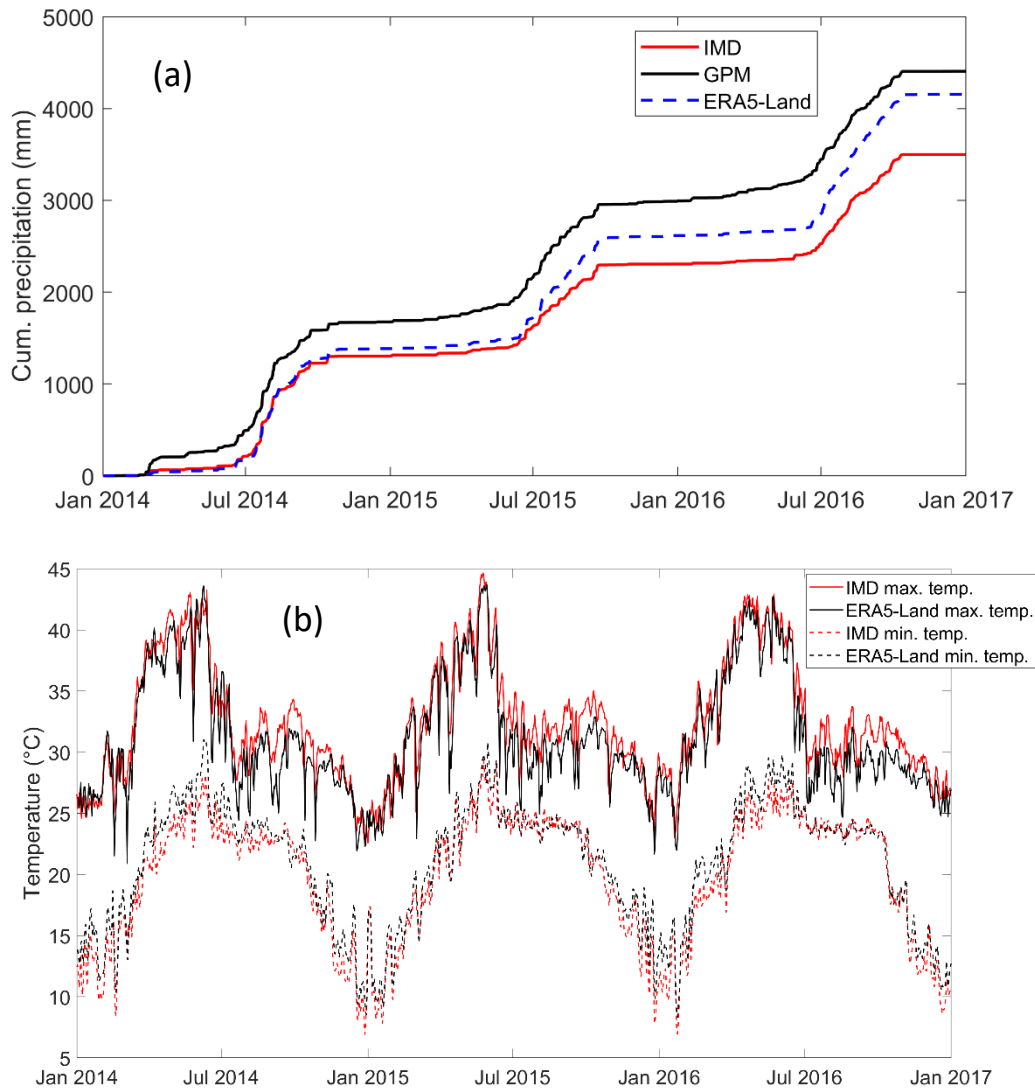 5000
4000
3000
2000
1000
0
Cum. precipitation (mm)
(a)
IMD
GPM
ERA5-Land
Jan 2014 Jul 2014 Jan 2015 Jul 2015 Jan 2016 Jul 2016 Jan 2017
45
40
35
30
25
20
15
10
5
Temperature (°C)
(b)
IMD max. temp.
ERA5-Land max. temp.
IMD min. temp.
ERA5-Land min. temp.
Jan 2014 Jul 2014 Jan 2015 Jul 2015 Jan 2016 Jul 2016 Jan 2017